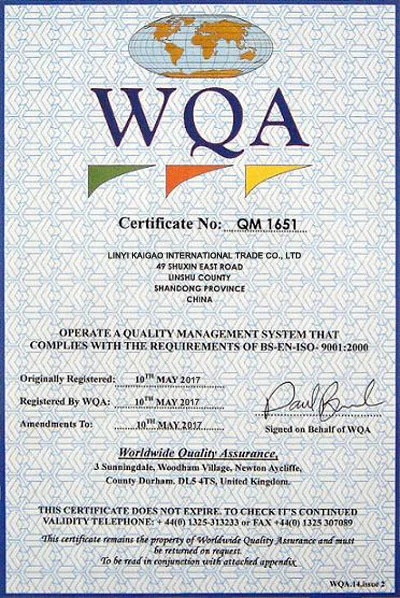 WQA
Certificate No: QM 1651
LINYI KAIGAO INTERNATIONAL TRADE CO., LTD
49 SHUXIN EAST ROAD
LINSHU COUNTY
SHANDONG PROVINCE
CHINA
OPERATE A QUALITY MANAGEMENT SYSTEM THAT
COMPLIES WITH THE REQUIREMENTS OF BS-EN-ISO- 9001:2000
Originally Registered: 10TH MAY 2017
Registered By WQA: 10TH MAY 2017
Amendments To: 10TH MAY 2017
Signed on Behalf of WQA
Worldwide Quality Assurance,
3 Sunningdale, Woodham Village, Newton Aycliffe,
County Durham. DL5 4TS, United Kingdom.
THIS CERTIFICATE DOES NOT EXPIRE. TO CHECK IT'S CONTINUED
VALIDITY TELEPHONE: + 44(0) 1325-313233 or FAX +44(0) 1325 307089
This certificate remains the property of Worldwide Quality Assurance and must
be returned on request.
To be read in conjunction with attached appendix
WQA.14.issue 2